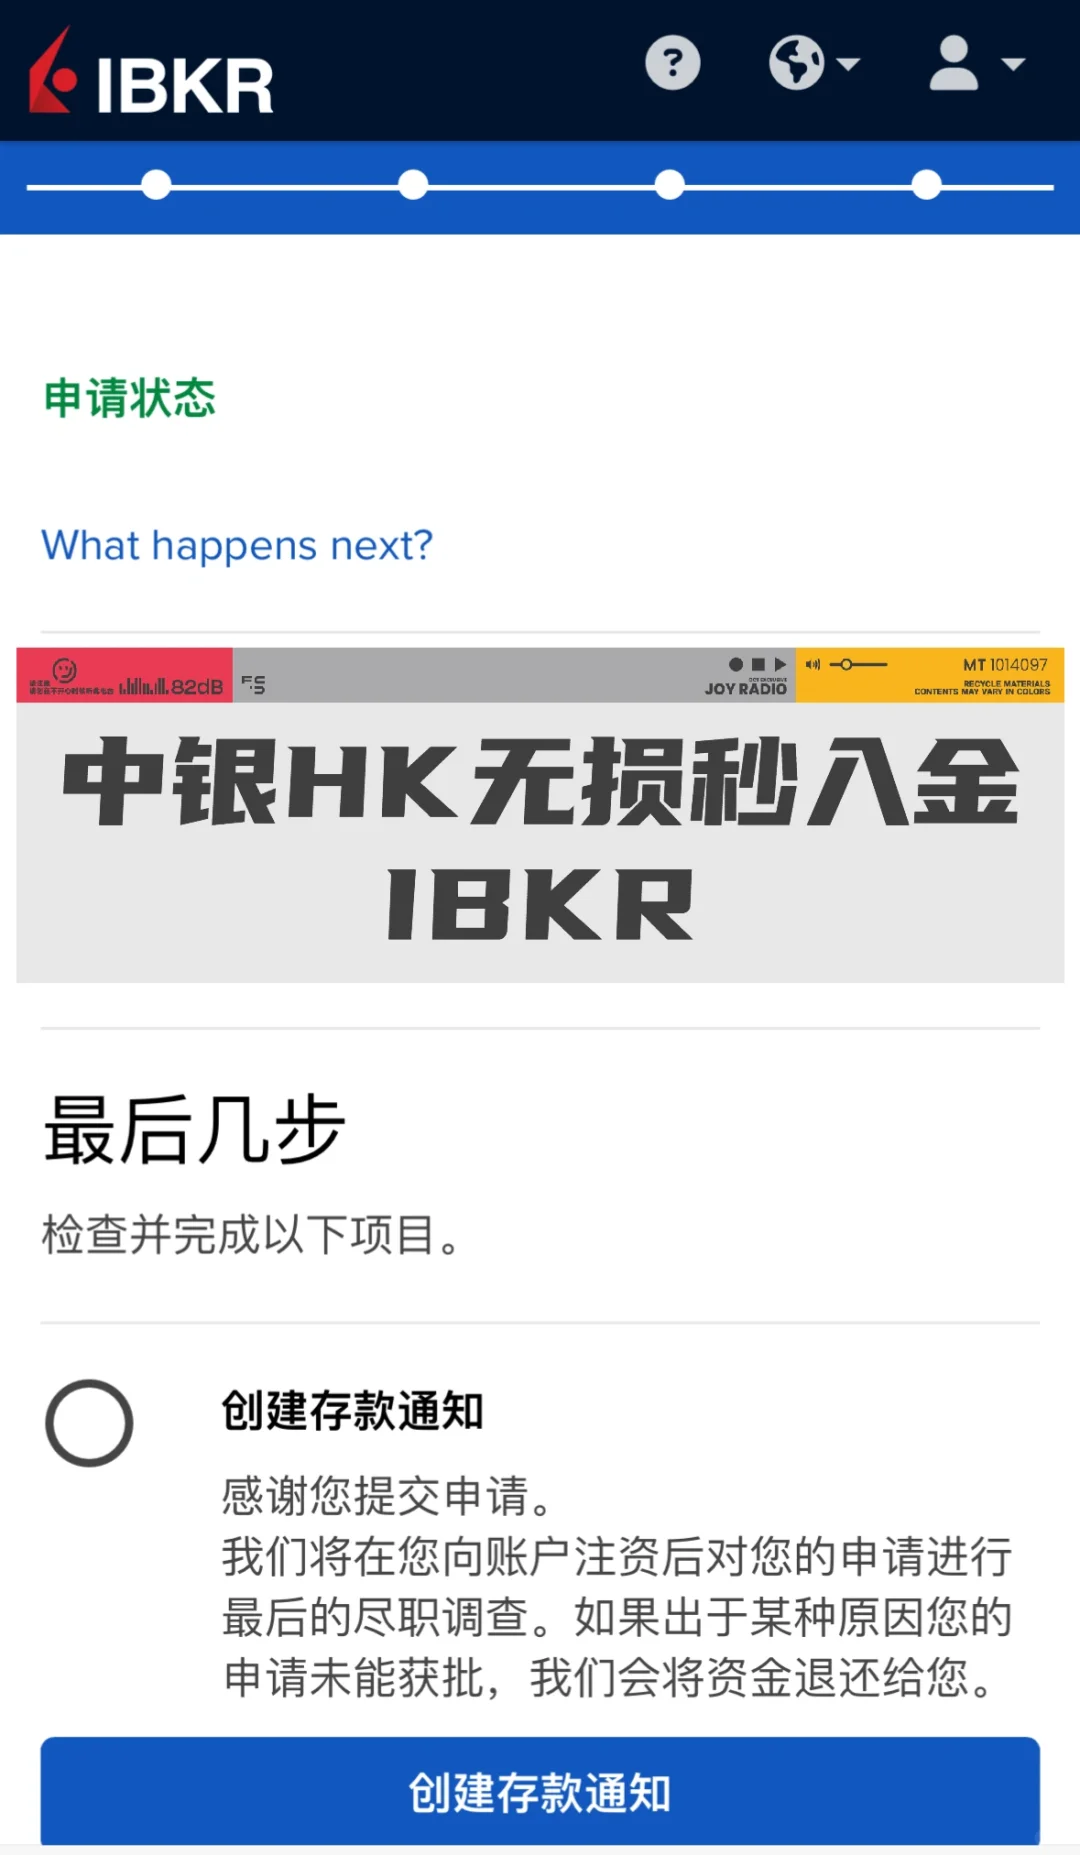 IBKR
?
申请状态
What happens next?
82dB
FS
JOY RADIO
MT 1014097
RECYCLE MATERIALS
CONTENTS MAY VARY IN COLORS
中银HK无损秒入金
IBKR
最后几步
检查并完成以下项目。
创建存款通知
感谢您提交申请。
我们将在您向账户注资后对您的申请进行
最后的尽职调查。如果出于某种原因您的
申请未能获批，我们会将资金退还给您。
创建存款通知